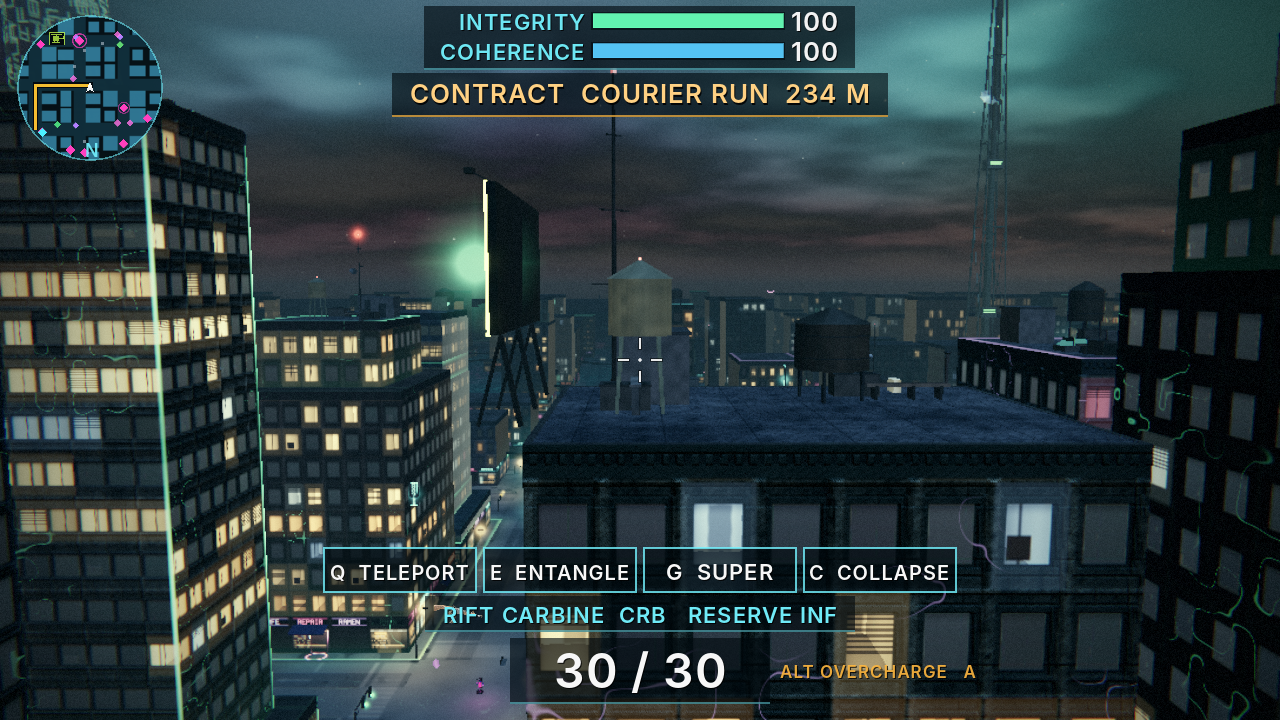 INTEGRITY 100
COHERENCE 100
CONTRACT COURIER RUN 234 M
N
Q TELEPORT E ENTANGLE G SUPER C COLLAPSE
RIFT CARBINE CRB RESERVE INF
REPAIR RAMEN
30 / 30
ALT OVERCHARGE A